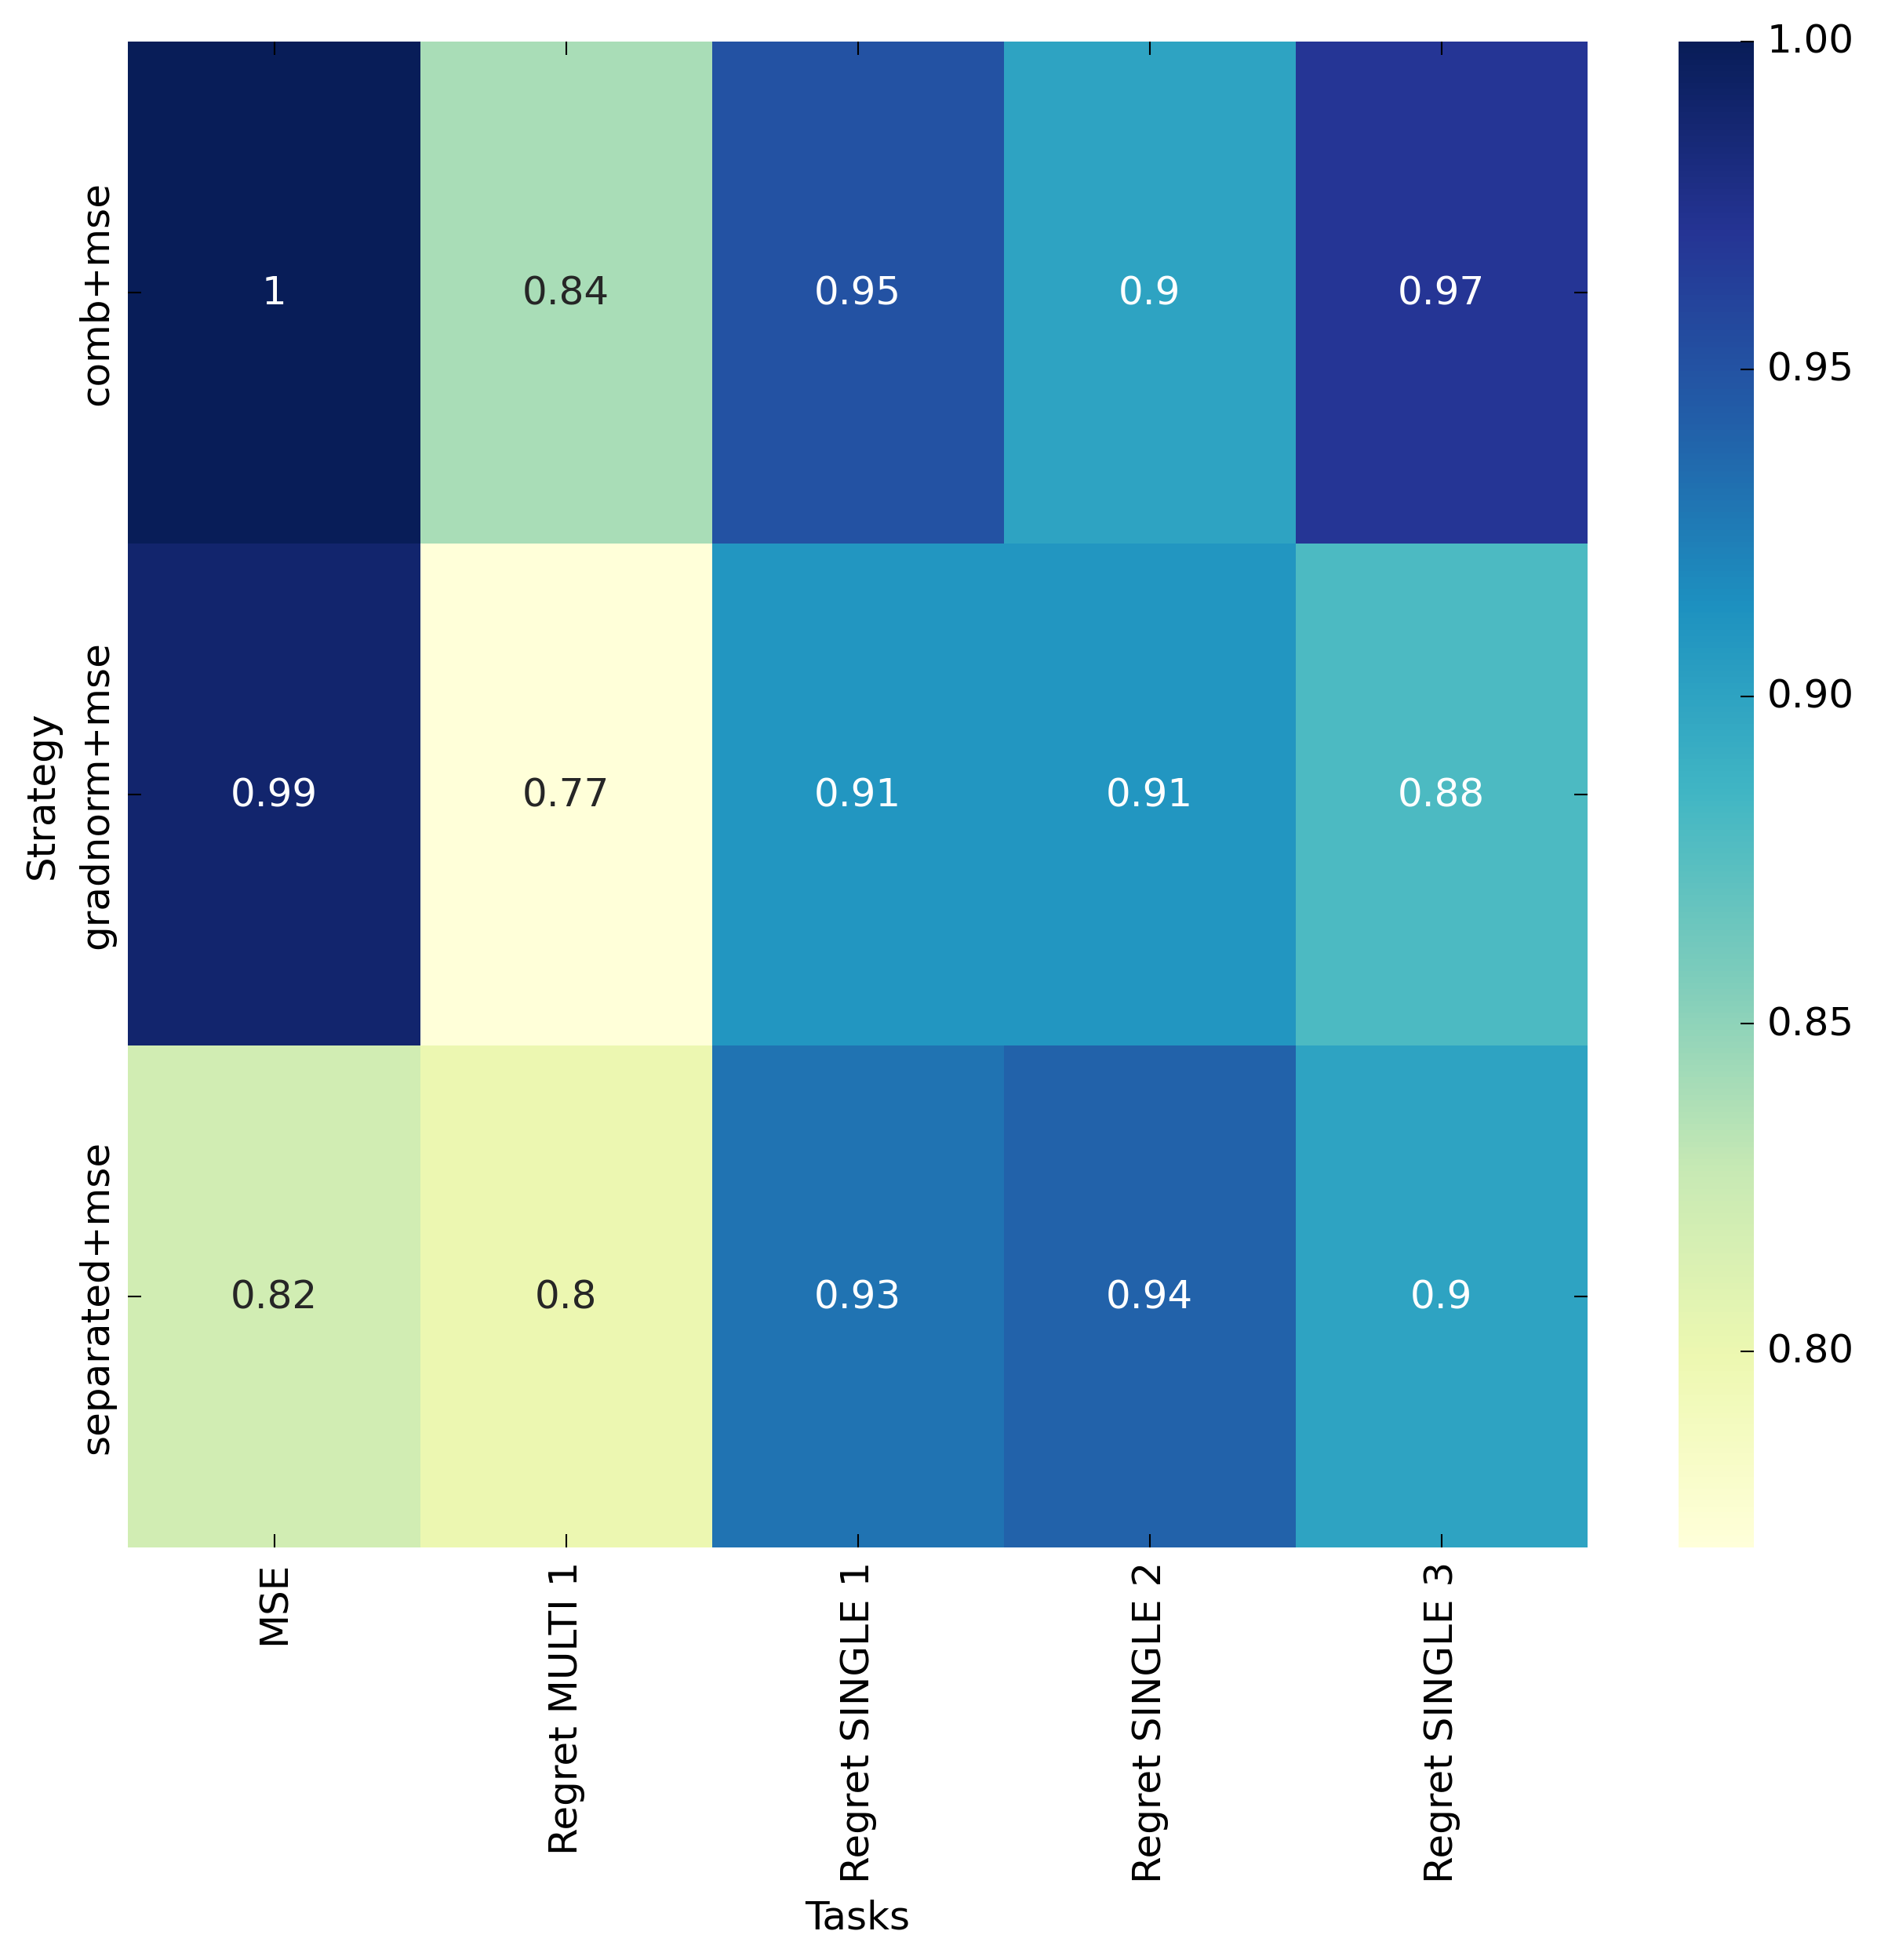 Strategy
comb+mse
1 0.84 0.95 0.9 0.97
gradnorm+mse
0.99 0.77 0.91 0.91 0.88
separated+mse
0.82 0.8 0.93 0.94 0.9
MSE
Regret MULTI 1
Regret SINGLE 1
Regret SINGLE 2
Regret SINGLE 3
Tasks
1.00
0.95
0.90
0.85
0.80